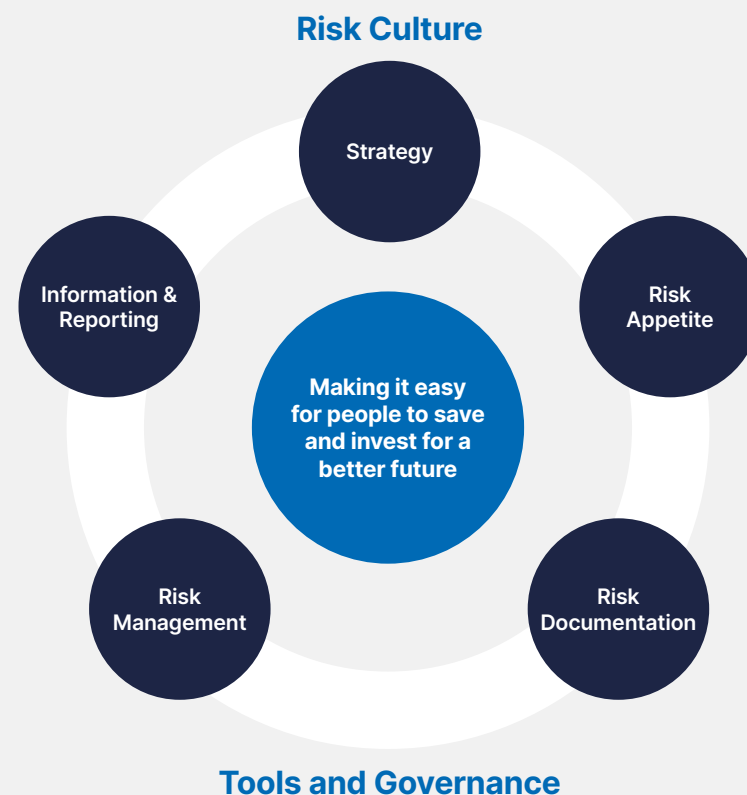 Risk Culture
Strategy
Information &
Reporting
Risk
Appetite
Making it easy
for people to save
and invest for a
better future
Risk
Management
Risk
Documentation
Tools and Governance